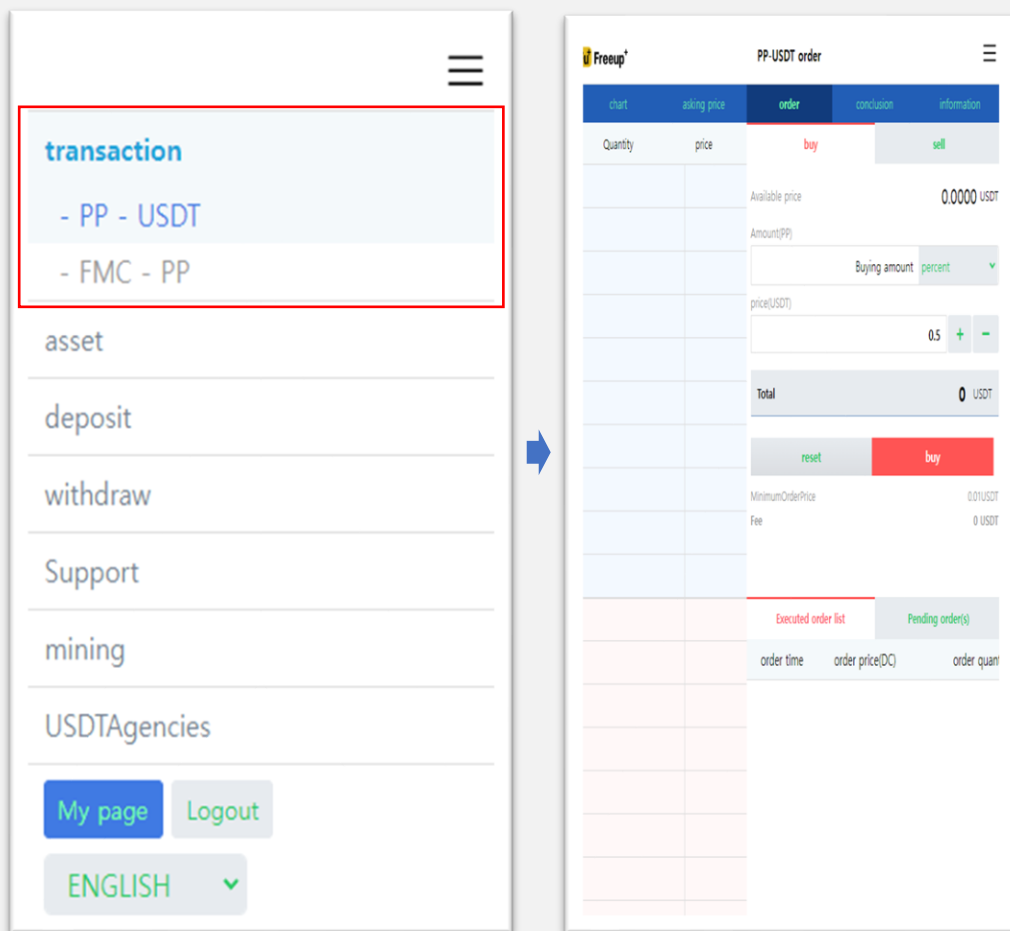 transaction
- PP - USDT
- FMC - PP
asset
deposit
withdraw
Support
mining
USDTAgencies
My page Logout
ENGLISH
Freeup+ PP-USDT order
chart asking price order conclusion information
Quantity price buy sell
Available price 0.0000 USDT
Amount(PP)
Buying amount percent
price(USDT)
0.5 + -
Total 0 USDT
reset buy
MinimumOrderPrice 0.01USDT
Fee 0 USDT
Executed order list Pending order(s)
order time order price(DC) order quan